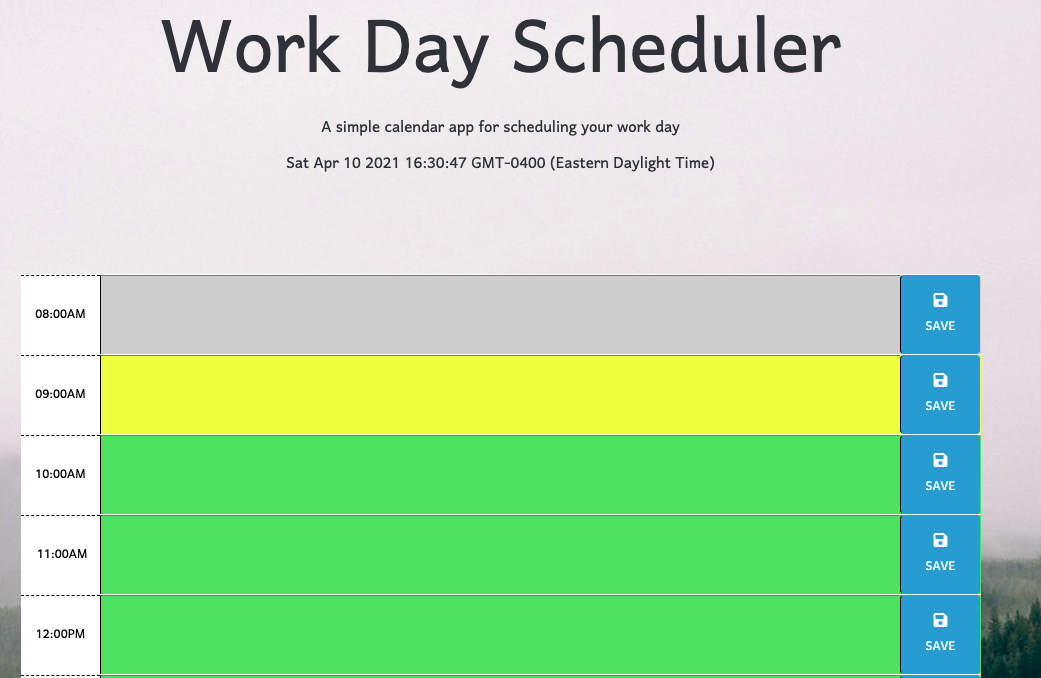 Work Day Scheduler
A simple calendar app for scheduling your work day
Sat Apr 10 2021 16:30:47 GMT-0400 (Eastern Daylight Time)
08:00AM
SAVE
09:00AM
SAVE
10:00AM
SAVE
11:00AM
SAVE
12:00PM
SAVE